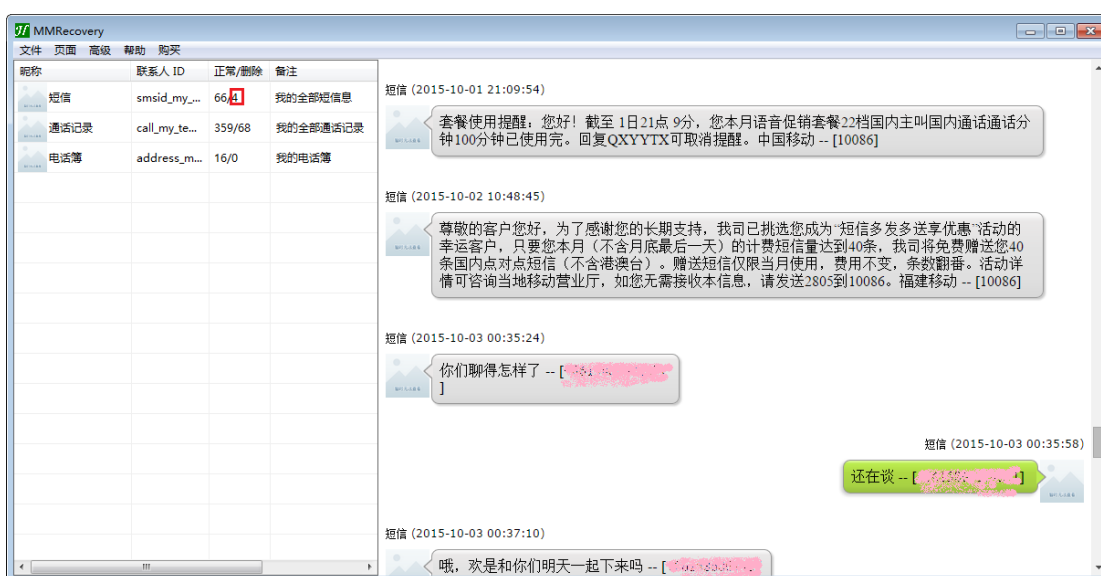 MMRecovery
文件 页面 高级 帮助 购买
昵称 联系人 ID 正常/删除 备注
短信 smsid_my_... 66/4 我的全部短信息
通话记录 call_my_te... 359/68 我的全部通话记录
电话簿 address_m... 16/0 我的电话簿
短信 (2015-10-01 21:09:54)
套餐使用提醒：您好！截至 1日21点 9分，您本月语音促销套餐22档国内主叫国内通话通话分
钟100分钟已使用完。回复QXYYTX可取消提醒。中国移动 -- [10086]
短信 (2015-10-02 10:48:45)
尊敬的客户您好，为了感谢您的长期支持，我司已挑选您成为“短信多发多送享优惠”活动的
幸运客户，只要您本月（不含月底最后一天）的计费短信量达到40条，我司将免费赠送您40
条国内点对点短信（不含港澳台）。赠送短信仅限当月使用，费用不变，条数翻番。活动详
情可咨询当地移动营业厅，如您无需接收本信息，请发送2805到10086。福建移动 -- [10086]
短信 (2015-10-03 00:35:24)
你们聊得怎样了 -- [
]
短信 (2015-10-03 00:35:58)
还在谈 -- [ ]
短信 (2015-10-03 00:37:10)
哦，欢是和你们明天一起下来吗 -- [